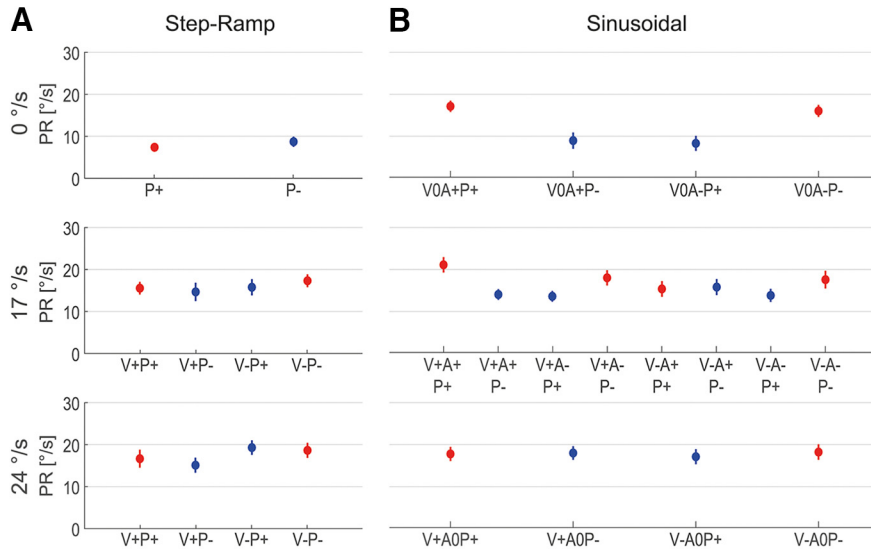 A Step-Ramp
B Sinusoidal
0 °/s
PR [°/s]
30
20
10
0
P+ P-
V0A+P+ V0A+P- V0A-P+ V0A-P-
17 °/s
PR [°/s]
30
20
10
0
V+P+ V+P- V-P+ V-P-
V+A+ V+A+ V+A- V+A- V-A+ V-A+ V-A- V-A-
P+ P- P+ P- P+ P- P+ P-
24 °/s
PR [°/s]
30
20
10
0
V+P+ V+P- V-P+ V-P-
V+A0P+ V+A0P- V-A0P+ V-A0P-